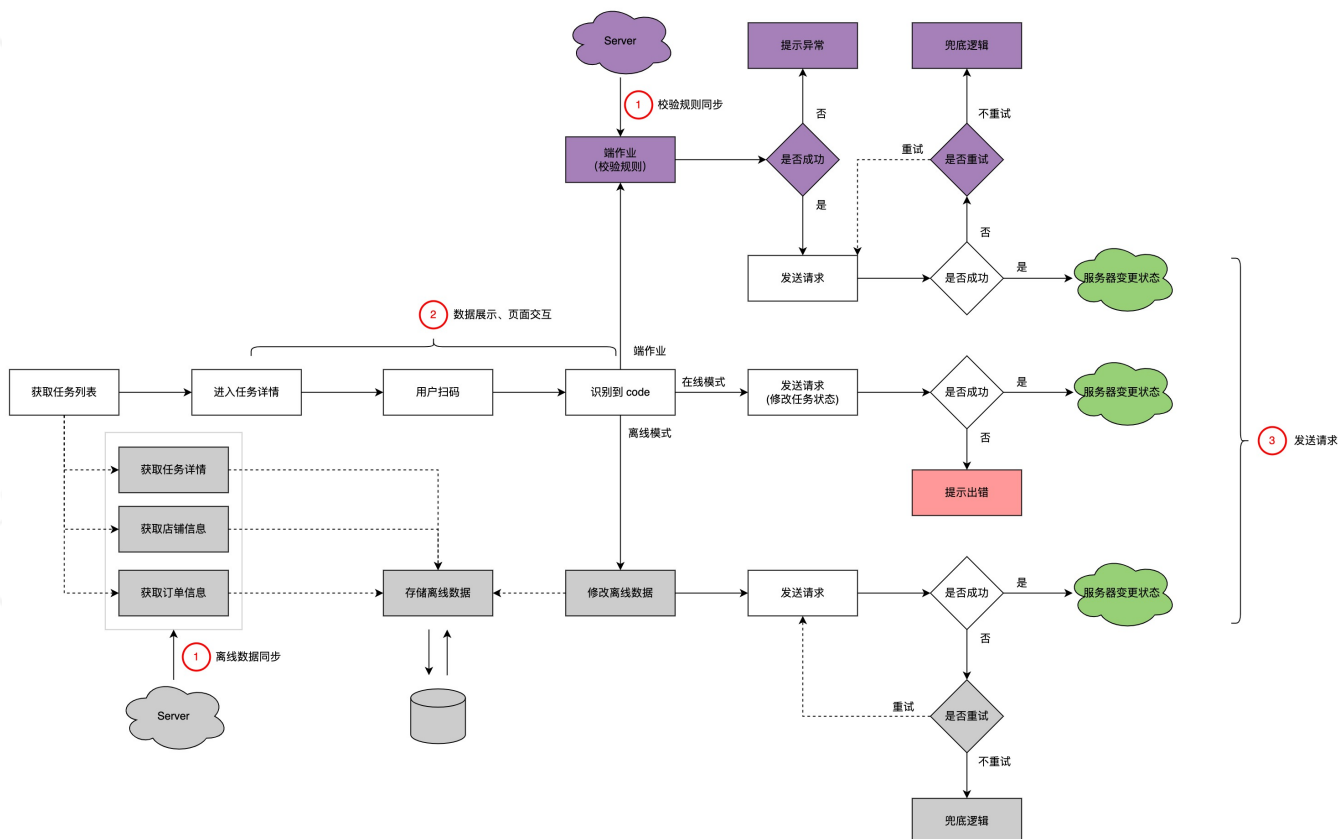 Server
提示异常
兜底逻辑
1
校验规则同步
否
不重试
端作业
(校验规则)
是否成功
重试
是否重试
是
否
发送请求
是否成功
是
服务器变更状态
2
数据展示、页面交互
端作业
获取任务列表
进入任务详情
用户扫码
识别到 code
在线模式
发送请求
(修改任务状态)
是否成功
是
服务器变更状态
离线模式
否
3
发送请求
获取任务详情
提示出错
获取店铺信息
获取订单信息
存储离线数据
修改离线数据
发送请求
是否成功
是
服务器变更状态
否
1
离线数据同步
Server
重试
是否重试
不重试
兜底逻辑